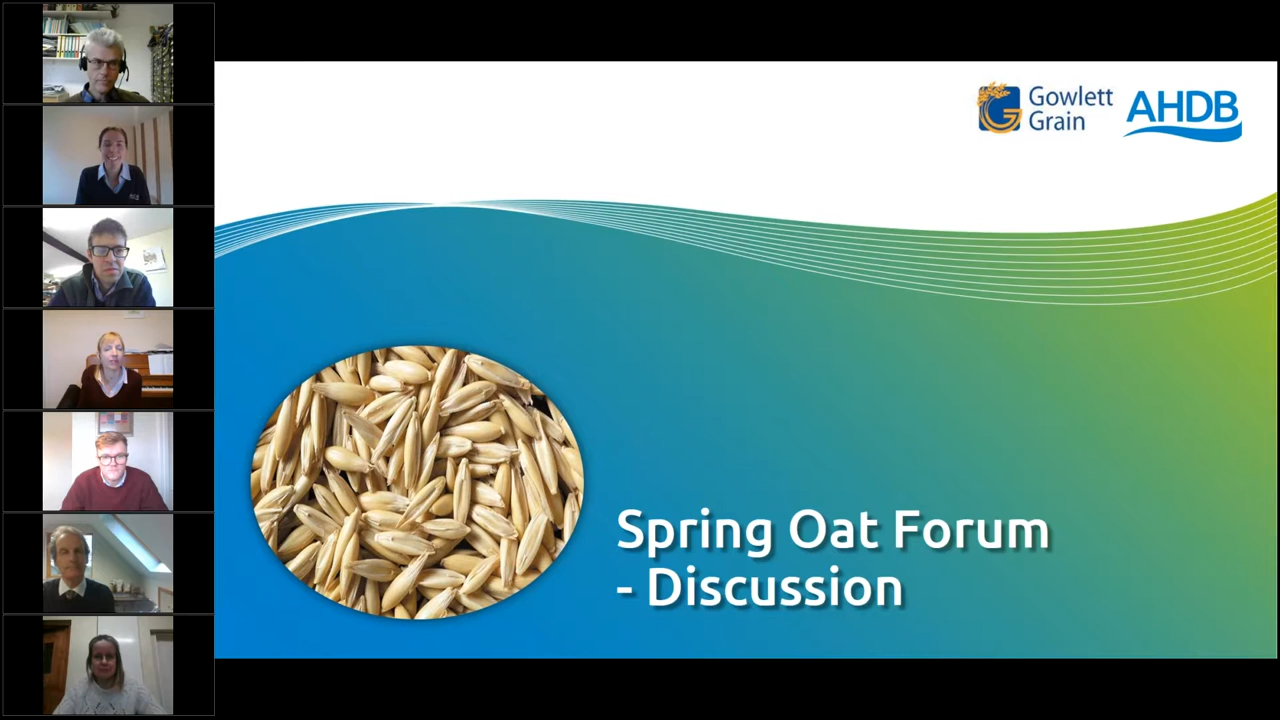 Gowlett
Grain
AHDB
Spring Oat Forum
- Discussion